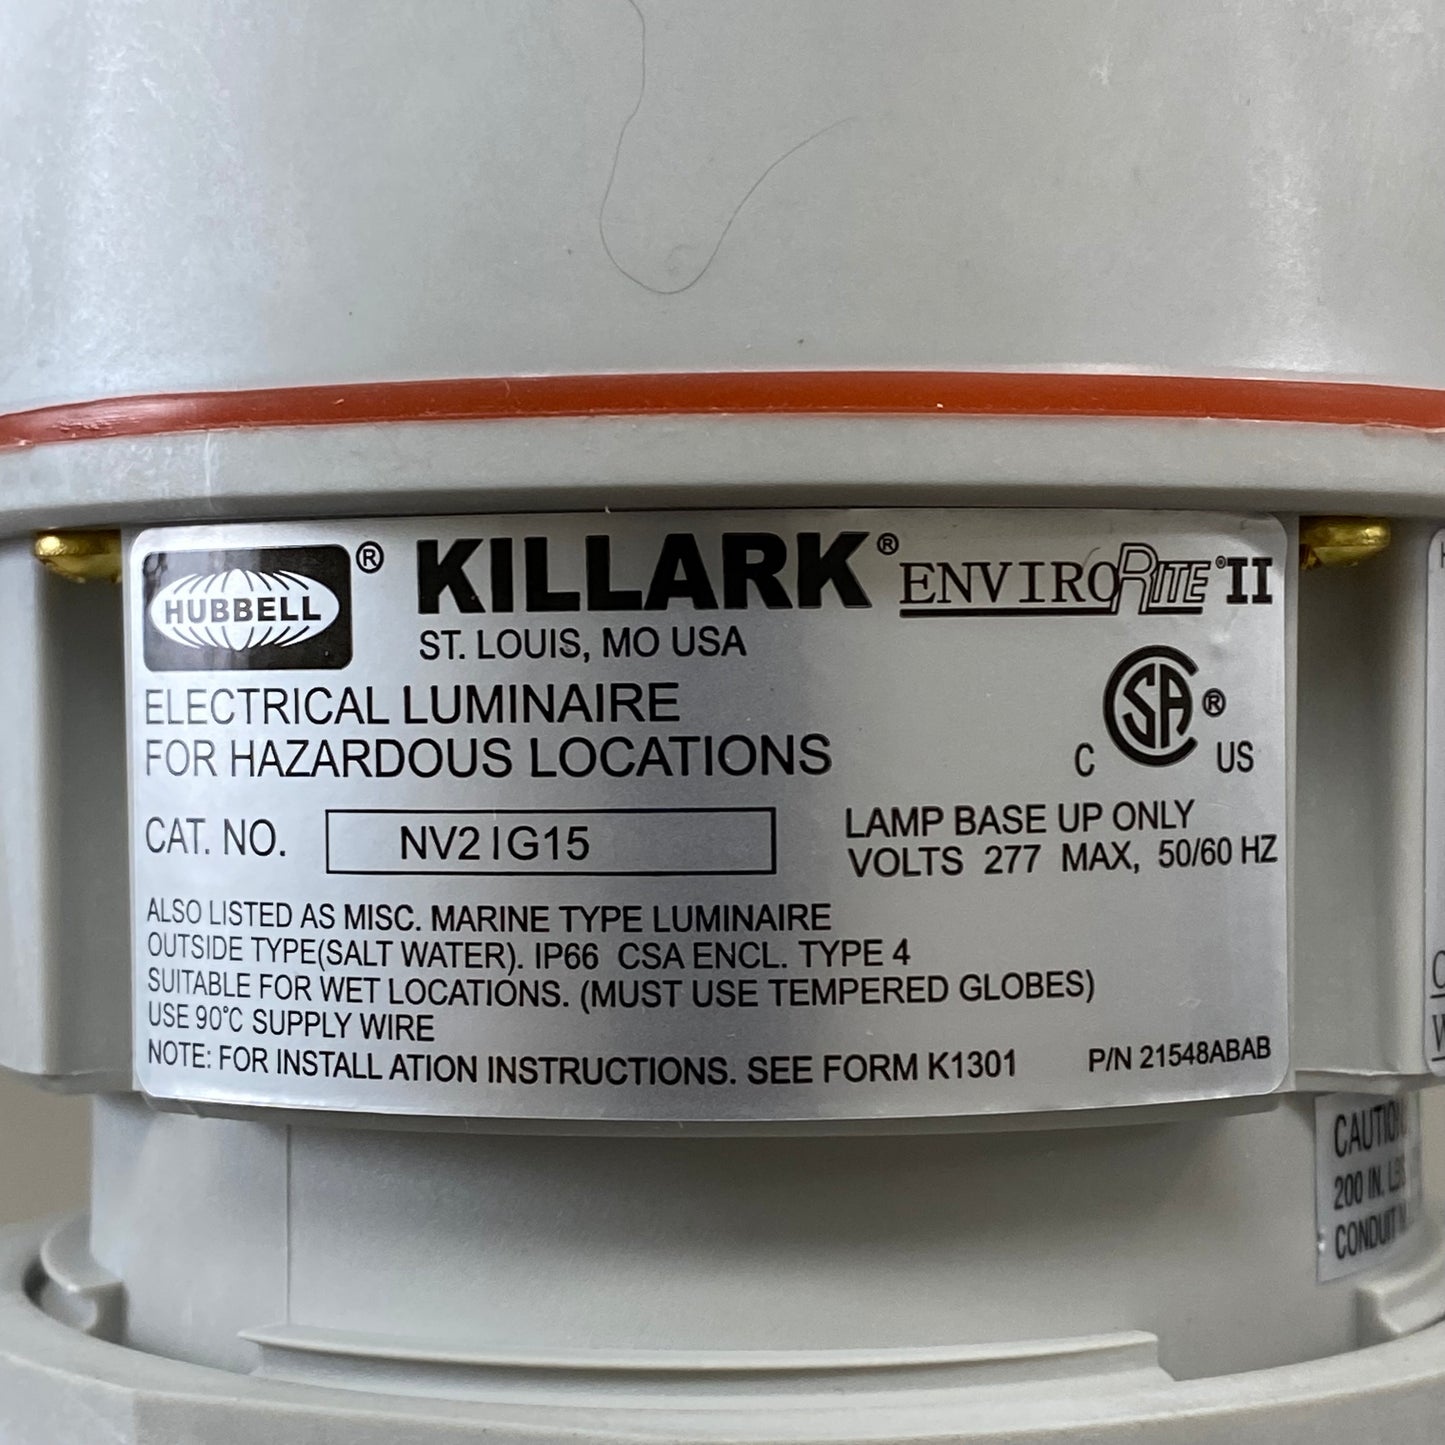 HUBBELL ® KILLARK® ENVIRORITE® II
ST. LOUIS, MO USA
ELECTRICAL LUMINAIRE
FOR HAZARDOUS LOCATIONS
CSA ®
C US
CAT. NO. NV2IG15
LAMP BASE UP ONLY
VOLTS 277 MAX, 50/60 HZ
ALSO LISTED AS MISC. MARINE TYPE LUMINAIRE
OUTSIDE TYPE(SALT WATER). IP66 CSA ENCL. TYPE 4
SUITABLE FOR WET LOCATIONS. (MUST USE TEMPERED GLOBES)
USE 90°C SUPPLY WIRE
NOTE: FOR INSTALL ATION INSTRUCTIONS. SEE FORM K1301
P/N 21548ABAB
CAUTION
200 IN. LBS
CONDUIT